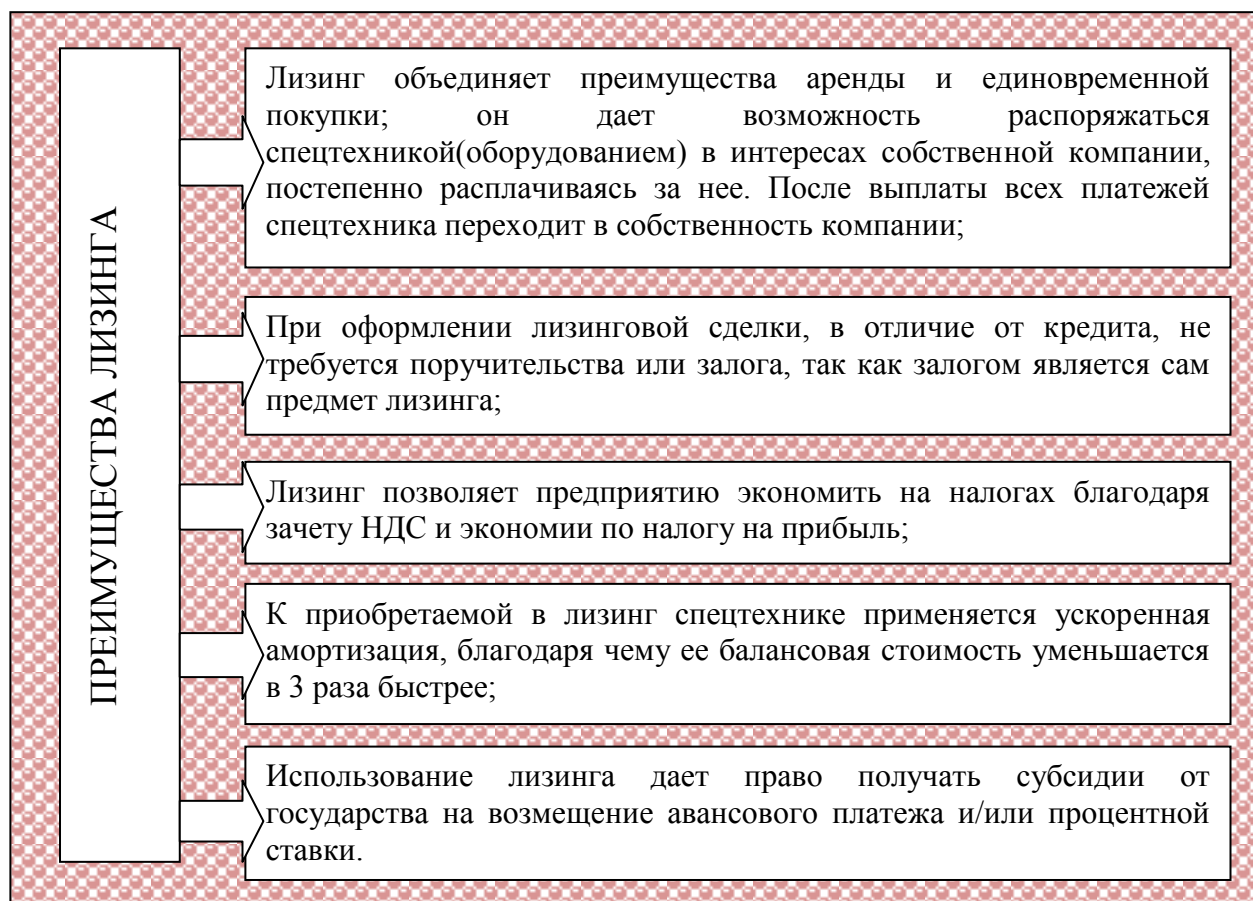 ПРЕИМУЩЕСТВА ЛИЗИНГА
Лизинг объединяет преимущества аренды и единовременной
покупки; он дает возможность распоряжаться
спецтехникой(оборудованием) в интересах собственной компании,
постепенно расплачиваясь за нее. После выплаты всех платежей
спецтехника переходит в собственность компании;
При оформлении лизинговой сделки, в отличие от кредита, не
требуется поручительства или залога, так как залогом является сам
предмет лизинга;
Лизинг позволяет предприятию экономить на налогах благодаря
зачету НДС и экономии по налогу на прибыль;
К приобретаемой в лизинг спецтехнике применяется ускоренная
амортизация, благодаря чему ее балансовая стоимость уменьшается
в 3 раза быстрее;
Использование лизинга дает право получать субсидии от
государства на возмещение авансового платежа и/или процентной
ставки.